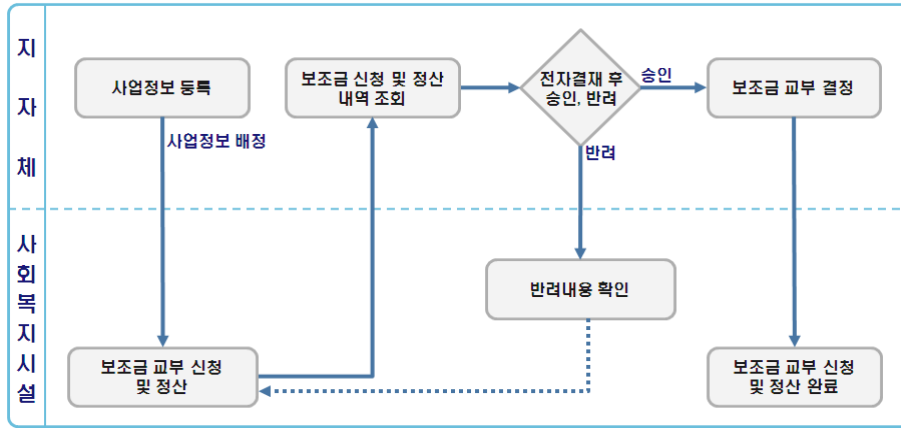 지자체
사업정보 등록
보조금 신청 및 정산
내역 조회
전자결재 후
승인, 반려
승인
보조금 교부 결정
사업정보 배정
반려
사회복지시설
반려내용 확인
보조금 교부 신청
및 정산
보조금 교부 신청
및 정산 완료